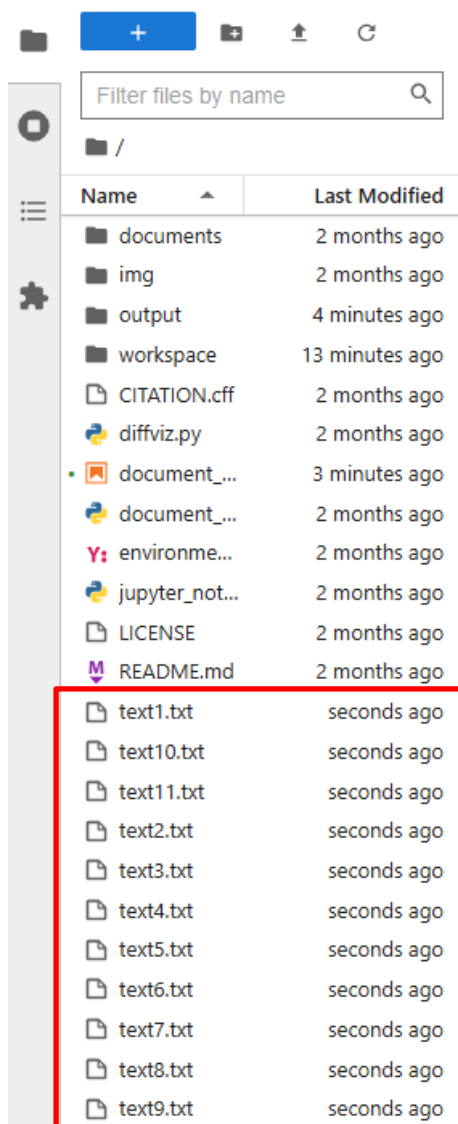 +
Filter files by name
/
Name Last Modified
documents 2 months ago
img 2 months ago
output 4 minutes ago
workspace 13 minutes ago
CITATION.cff 2 months ago
diffviz.py 2 months ago
document_... 3 minutes ago
document_... 2 months ago
Y: environme... 2 months ago
jupyter_not... 2 months ago
LICENSE 2 months ago
M README.md 2 months ago
text1.txt seconds ago
text10.txt seconds ago
text11.txt seconds ago
text2.txt seconds ago
text3.txt seconds ago
text4.txt seconds ago
text5.txt seconds ago
text6.txt seconds ago
text7.txt seconds ago
text8.txt seconds ago
text9.txt seconds ago